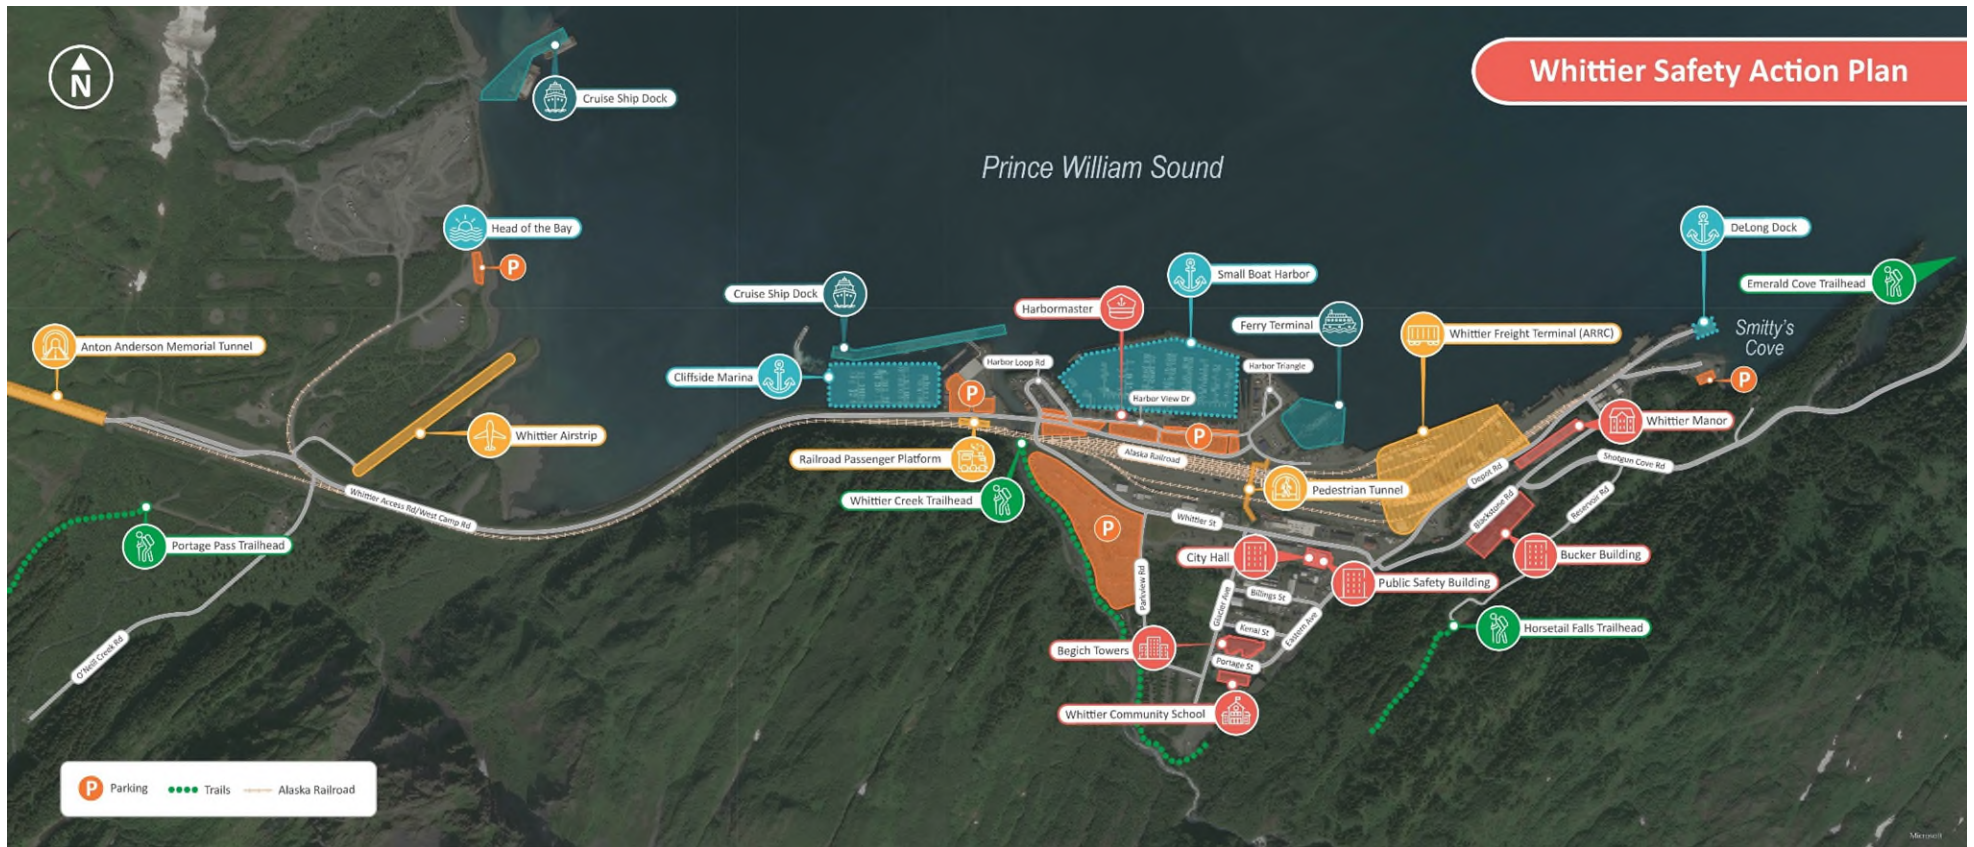 Whittier Safety Action Plan
N
Cruise Ship Dock
Prince William Sound
Head of the Bay
P
DeLong Dock
Emerald Cove Trailhead
Small Boat Harbor
Cruise Ship Dock
Harbormaster
Ferry Terminal
Whittier Freight Terminal (ARRC)
Smitty's
Cove
Anton Anderson Memorial Tunnel
Harbor Loop Rd
Harbor Triangle
Cliffside Marina
P
Harbor View Dr
P
Whittier Manor
Whittier Airstrip
P
Railroad Passenger Platform
Alaska Railroad
Shotgun Cove Rd
Depot Rd
Pedestrian Tunnel
Whittier Creek Trailhead
Whittier Access Rd/West Camp Rd
Blackstone Rd
Reservoir Rd
Whittier St
P
Portage Pass Trailhead
City Hall
Bucker Building
Public Safety Building
Parkview Rd
Glacier Ave
Billings St
Kenai St
Eastern Ave
Horsetail Falls Trailhead
Begich Towers
Portage St
O'Neill Creek Rd
Whittier Community School
P Parking
Trails
Alaska Railroad
Microsoft